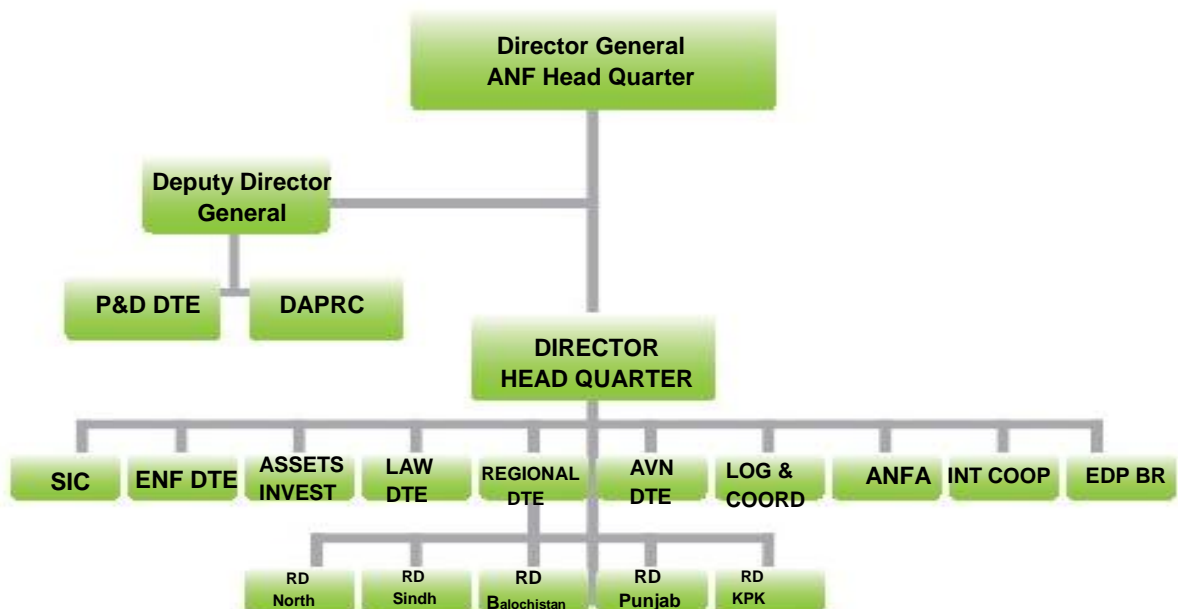 Director General
ANF Head Quarter
Deputy Director
General
P&D DTE
DAPRC
DIRECTOR
HEAD QUARTER
SIC
ENF DTE
ASSETS
INVEST
LAW
DTE
REGIONAL
DTE
AVN
DTE
LOG &
COORD
ANFA
INT COOP
EDP BR
RD
North
RD
Sindh
RD
Balochistan
RD
Punjab
RD
KPK